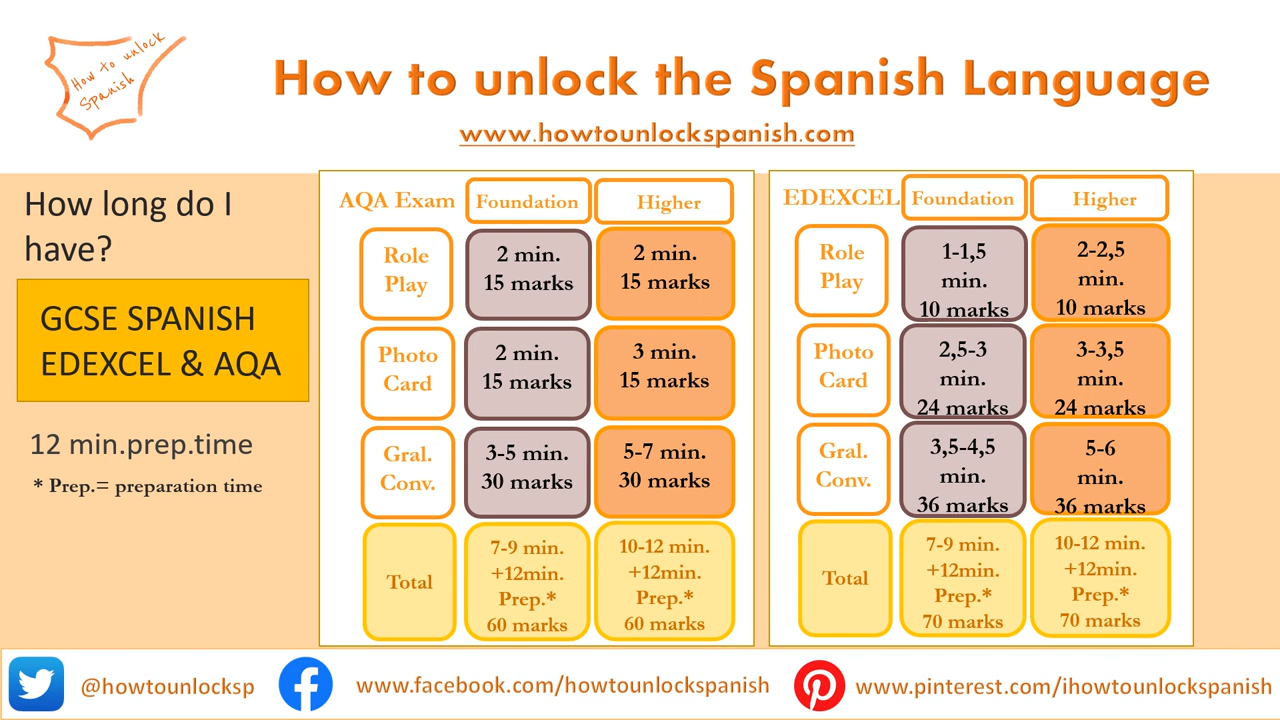 How to unlock
Spanish
How to unlock the Spanish Language
www.howtounlockspanish.com
How long do I
have?
GCSE SPANISH
EDEXCEL & AQA
12 min.prep.time
* Prep.= preparation time
AQA Exam
Foundation
Higher
Role
Play
2 min.
15 marks
2 min.
15 marks
Photo
Card
2 min.
15 marks
3 min.
15 marks
Gral.
Conv.
3-5 min.
30 marks
5-7 min.
30 marks
Total
7-9 min.
+12min.
Prep.*
60 marks
10-12 min.
+12min.
Prep.*
60 marks
EDEXCEL
Foundation
Higher
Role
Play
1-1,5
min.
10 marks
2-2,5
min.
10 marks
Photo
Card
2,5-3
min.
24 marks
3-3,5
min.
24 marks
Gral.
Conv.
3,5-4,5
min.
36 marks
5-6
min.
36 marks
Total
7-9 min.
+12min.
Prep.*
70 marks
10-12 min.
+12min.
Prep.*
70 marks
@howtounlocksp
www.facebook.com/howtounlockspanish
www.pinterest.com/ihowtounlockspanish